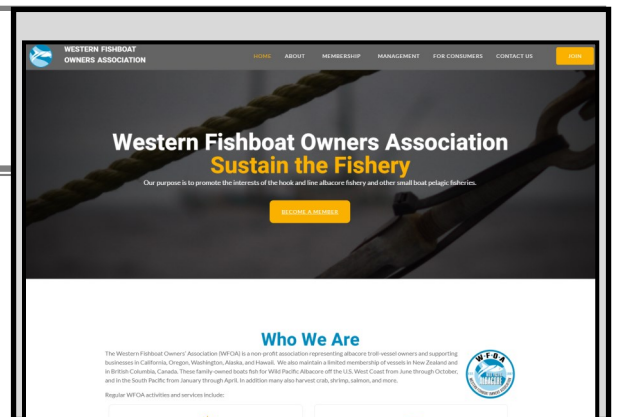 WESTERN FISHBOAT
OWNERS ASSOCIATION
HOME ABOUT MEMBERSHIP MANAGEMENT FOR CONSUMERS CONTACT US JOIN
Western Fishboat Owners Association
Sustain the Fishery
Our purpose is to promote the interests of the hook and line albacore fishery and other small boat pelagic fisheries.
BECOME A MEMBER
Who We Are
The Western Fishboat Owners' Association (WFOA) is a non-profit association representing albacore troll-vessel owners and supporting
businesses in California, Oregon, Washington, Alaska, and Hawaii. We also maintain a limited membership of vessels in New Zealand and
in British Columbia, Canada. These family-owned boats fish for Wild Pacific Albacore off the U.S. West Coast from June through October,
and in the South Pacific from January through April. In addition many also harvest crab, shrimp, salmon, and more.
W·F·O·A
ALBACORE
Regular WFOA activities and services include: